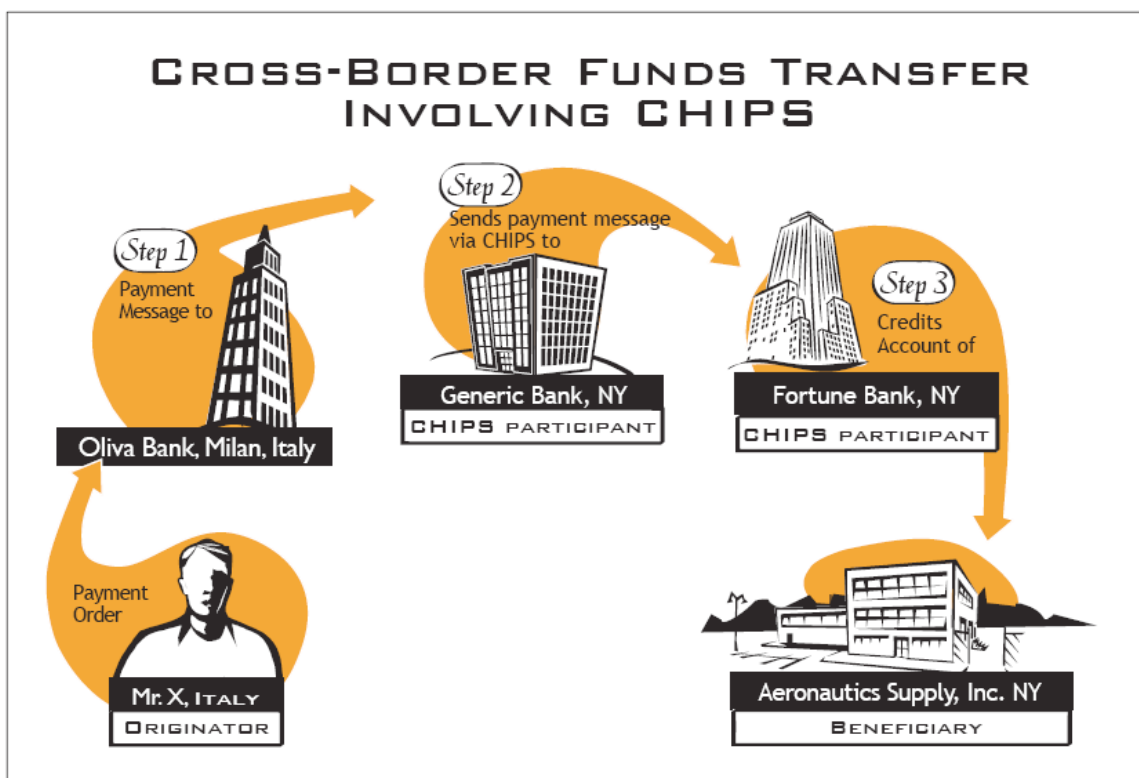 CROSS-BORDER FUNDS TRANSFER
INVOLVING CHIPS
Step 1
Payment
Message to
Oliva Bank, Milan, Italy
Payment
Order
Mr. X, ITALY
ORIGINATOR
Step 2
Sends payment message
via CHIPS to
Generic Bank, NY
CHIPS PARTICIPANT
Fortune Bank, NY
CHIPS PARTICIPANT
Step 3
Credits
Account of
Aeronautics Supply, Inc. NY
BENEFICIARY